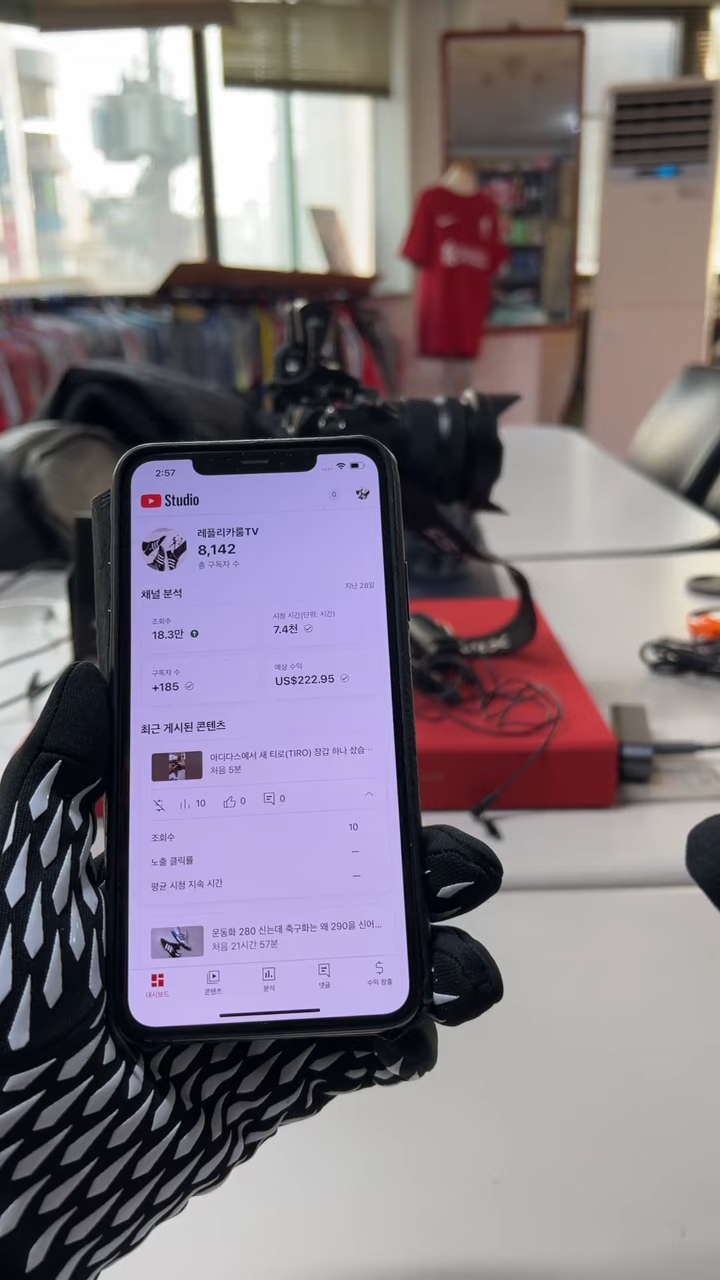 2:57
Studio
0
레플리카룸TV
8,142
총 구독자 수
채널 분석
지난 28일
조회수
18.3만
시청 시간(단위: 시간)
7.4천
구독자 수
+185
예상 수익
US$222.95
최근 게시된 콘텐츠
아디다스에서 새 티로(TIRO) 장갑 하나 샀습…
처음 5분
10
0
0
조회수
10
노출 클릭률
—
평균 시청 지속 시간
—
운동화 280 신는데 축구화는 왜 290을 신어…
처음 21시간 57분
대시보드
콘텐츠
분석
댓글
수익 창출